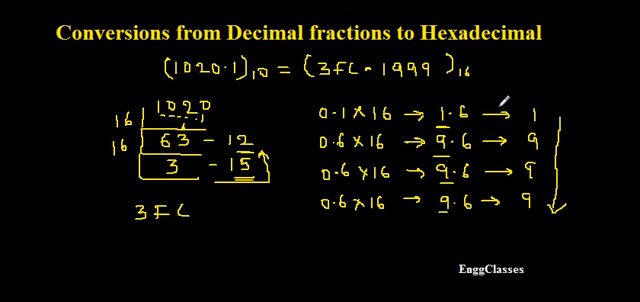 Conversions from Decimal fractions to Hexadecimal
(1020.1)10 = (3FC.1999)16
16 1020
16 63 - 12
3 - 15
3FC
0.1 × 16 → 1.6 → 1
0.6 × 16 → 9.6 → 9
0.6 × 16 → 9.6 → 9
0.6 × 16 → 9.6 → 9
EnggClasses